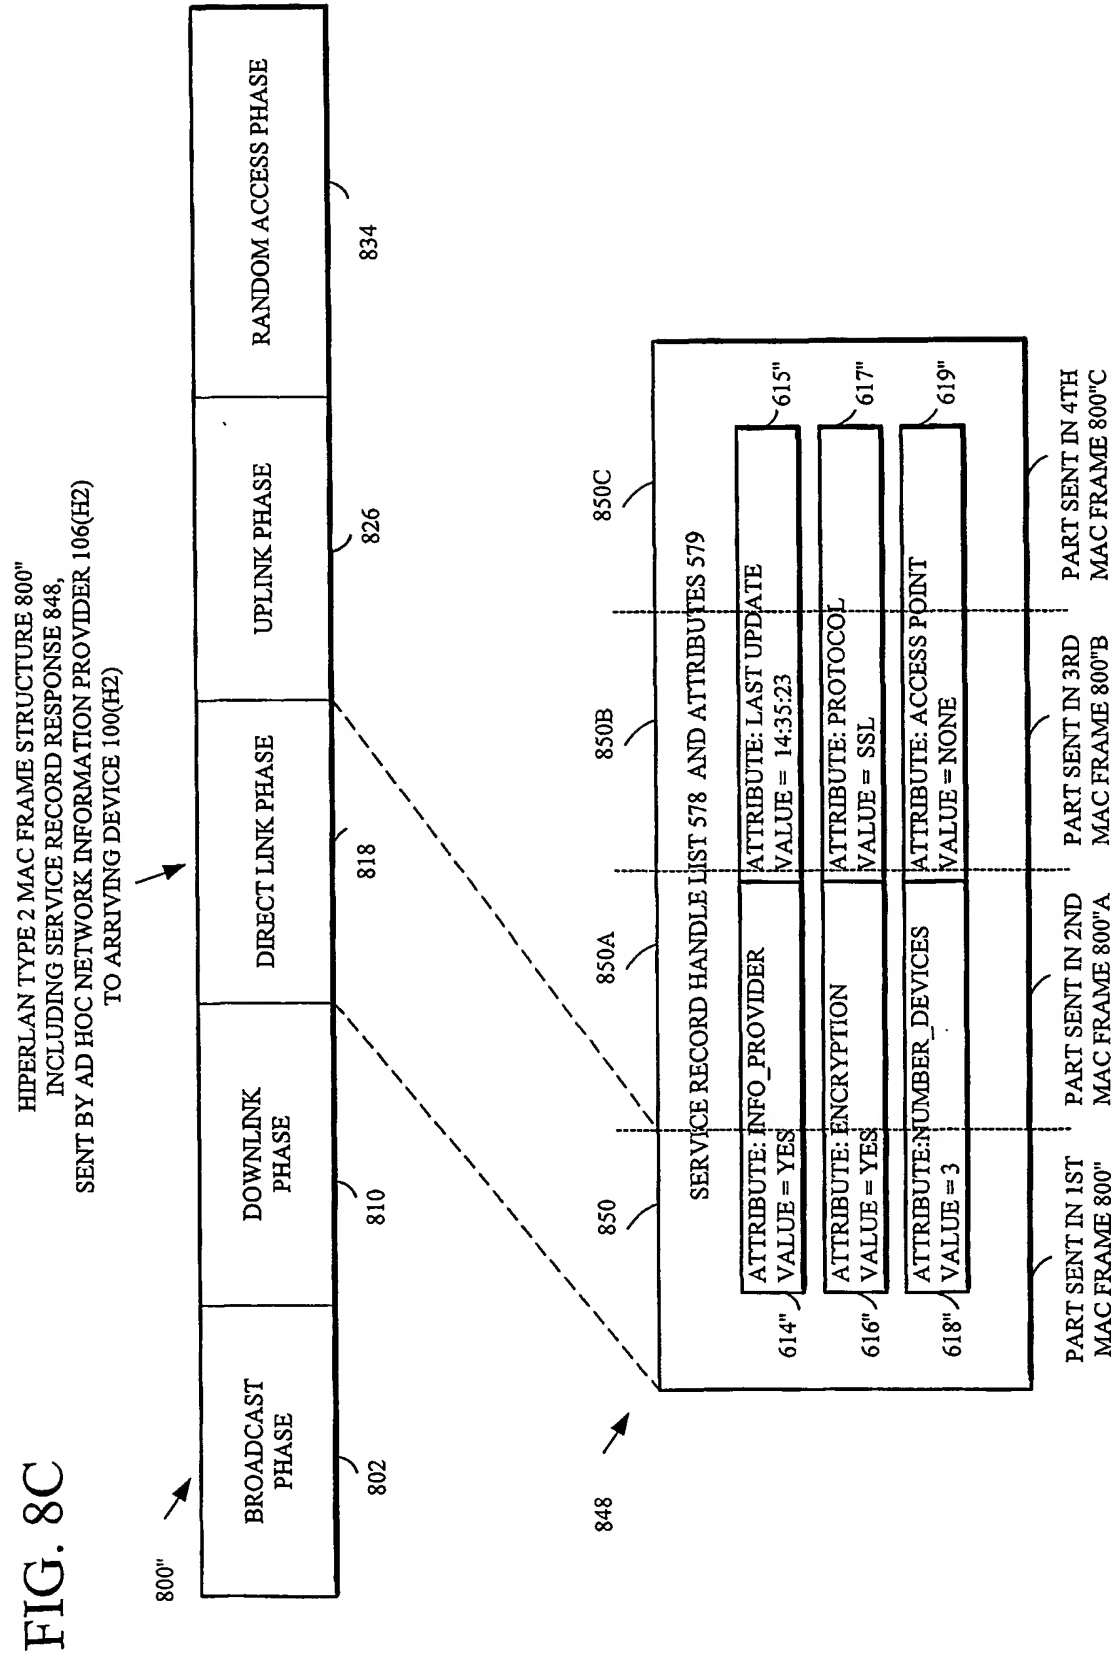 FIG. 8C
HIPERLAN TYPE 2 MAC FRAME STRUCTURE 800"
INCLUDING SERVICE RECORD RESPONSE 848,
SENT BY AD HOC NETWORK INFORMATION PROVIDER 106(H2)
TO ARRIVING DEVICE 100(H2)
800"
BROADCAST
PHASE
DOWNLINK
PHASE
DIRECT LINK PHASE
UPLINK PHASE
RANDOM ACCESS PHASE
802
810
818
826
834
848
850
850A
850B
850C
SERVICE RECORD HANDLE LIST 578 AND ATTRIBUTES 579
614"
ATTRIBUTE: INFO_PROVIDER
VALUE = YES
ATTRIBUTE: LAST UPDATE
VALUE = 14:35:23
615"
616"
ATTRIBUTE: ENCRYPTION
VALUE = YES
ATTRIBUTE: PROTOCOL
VALUE = SSL
617"
618"
ATTRIBUTE:NUMBER_DEVICES
VALUE = 3
ATTRIBUTE: ACCESS POINT
VALUE = NONE
619"
PART SENT IN 1ST
MAC FRAME 800"
PART SENT IN 2ND
MAC FRAME 800"A
PART SENT IN 3RD
MAC FRAME 800"B
PART SENT IN 4TH
MAC FRAME 800"C